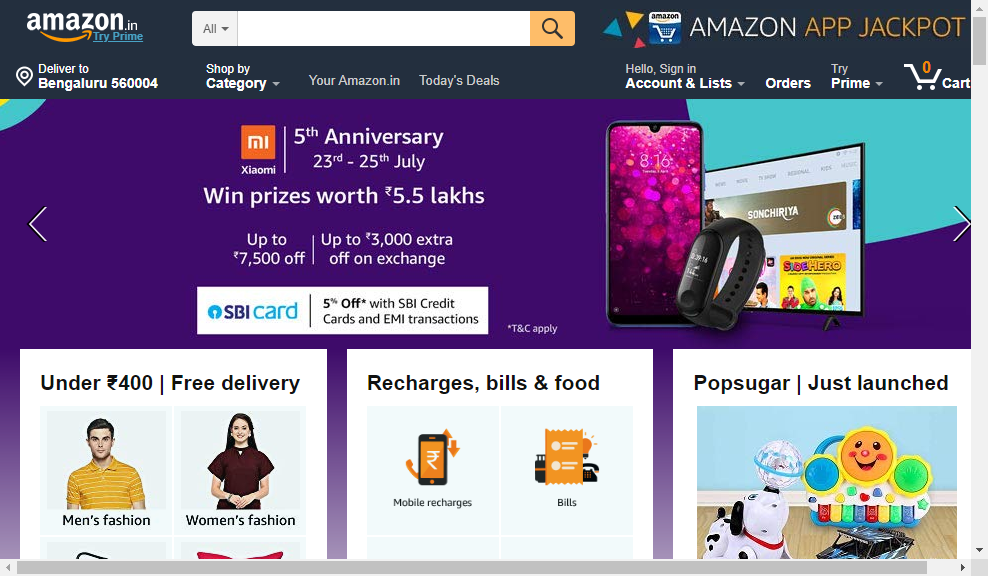 amazon.in
Try Prime
All
amazon
AMAZON APP JACKPOT
Deliver to
Bengaluru 560004
Shop by
Category
Your Amazon.in
Today's Deals
Hello, Sign in
Account & Lists
Orders
Try
Prime
0
Cart
mi
Xiaomi
5th Anniversary
23rd - 25th July
Win prizes worth ₹5.5 lakhs
Up to
₹7,500 off
Up to ₹3,000 extra
off on exchange
SBI card
5% Off* with SBI Credit
Cards and EMI transactions
*T&C apply
8:16
SONCHIRIYA
SIDEHERO
Under ₹400 | Free delivery
Men's fashion
Women's fashion
Recharges, bills & food
Mobile recharges
Bills
Popsugar | Just launched